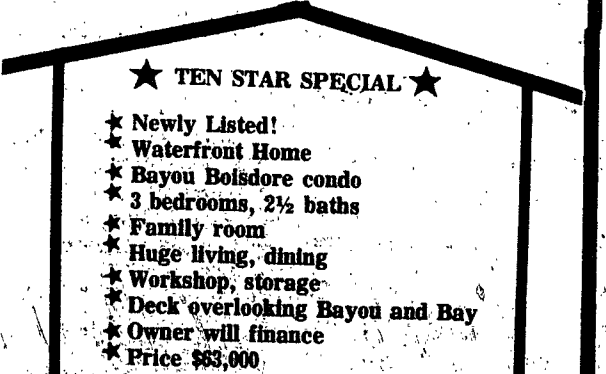 ★ TEN STAR SPECIAL ★
★ Newly Listed!
★ Waterfront Home
★ Bayou Boisdore condo
★ 3 bedrooms, 2½ baths
★ Family room
★ Huge living, dining
★ Workshop, storage
★ Deck overlooking Bayou and Bay
★ Owner will finance
★ Price $63,000